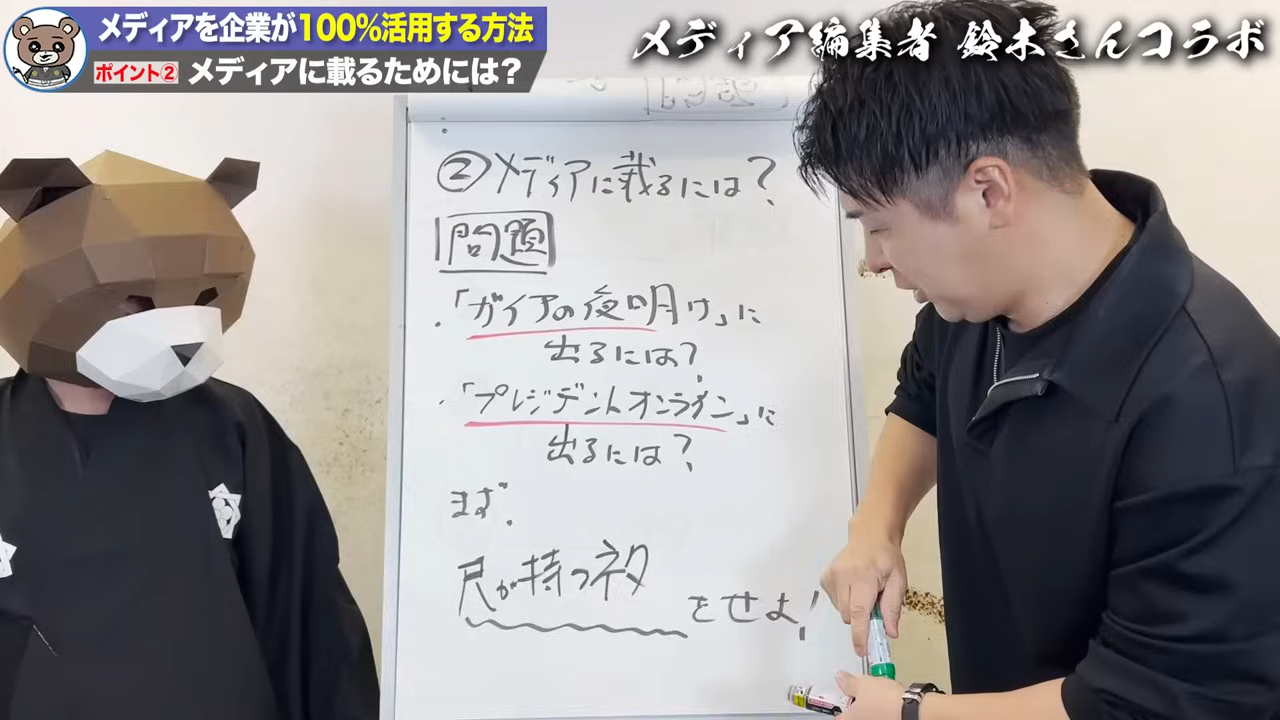 メディアを企業が100%活用する方法
ポイント② メディアに載るためには?
メディア編集者 鈴木さんコラボ
②メディアに載るには?
問題
・「ガイアの夜明け」に
出るには?
・「プレジデントオンライン」に
出るには?
まず、
尺が持つネタ
をせよ!